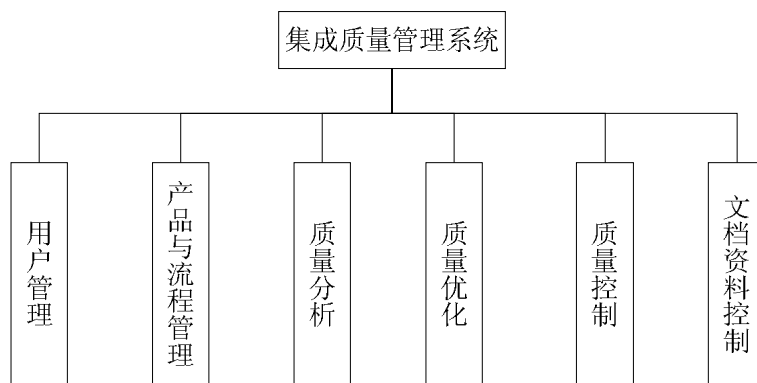 集成质量管理系统
用户管理
产品与流程管理
质量分析
质量优化
质量控制
文档资料控制